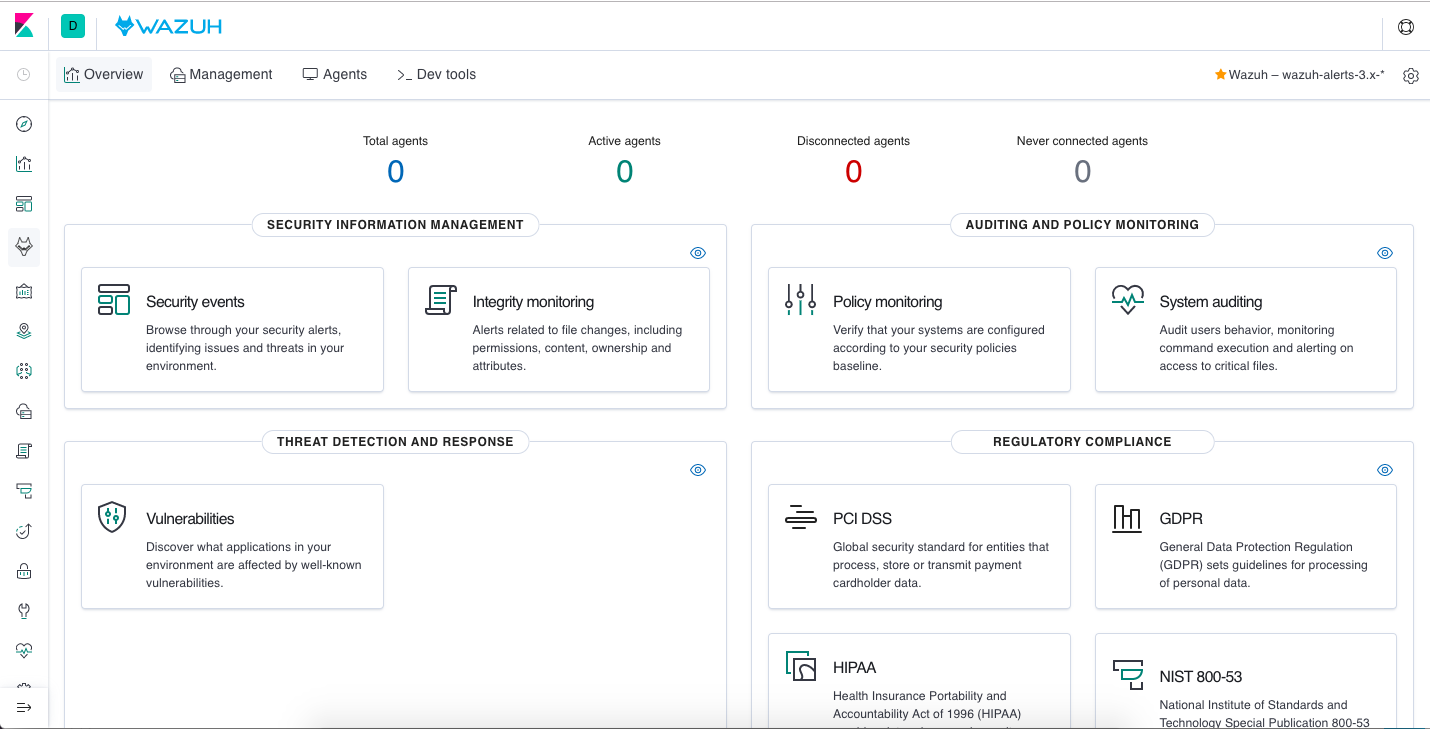 D WAZUH
Overview Management Agents >_ Dev tools Wazuh – wazuh-alerts-3.x-*
Total agents Active agents Disconnected agents Never connected agents
0 0 0 0
SECURITY INFORMATION MANAGEMENT
Security events
Browse through your security alerts,
identifying issues and threats in your
environment.
Integrity monitoring
Alerts related to file changes, including
permissions, content, ownership and
attributes.
AUDITING AND POLICY MONITORING
Policy monitoring
Verify that your systems are configured
according to your security policies
baseline.
System auditing
Audit users behavior, monitoring
command execution and alerting on
access to critical files.
THREAT DETECTION AND RESPONSE
Vulnerabilities
Discover what applications in your
environment are affected by well-known
vulnerabilities.
REGULATORY COMPLIANCE
PCI DSS
Global security standard for entities that
process, store or transmit payment
cardholder data.
GDPR
General Data Protection Regulation
(GDPR) sets guidelines for processing
of personal data.
HIPAA
Health Insurance Portability and
Accountability Act of 1996 (HIPAA)
NIST 800-53
National Institute of Standards and
Technology Special Publication 800-53